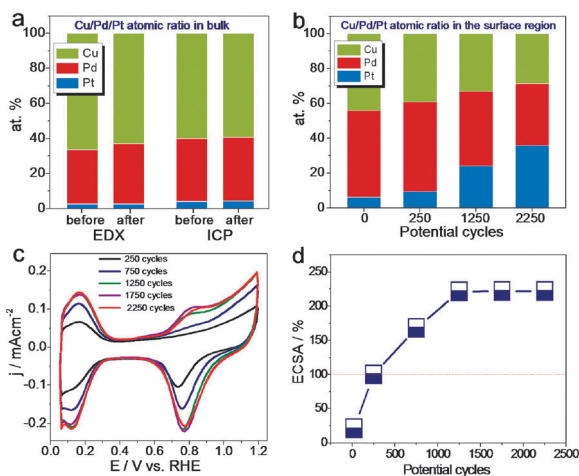 a.
Cu/Pd/Pt atomic ratio in bulk
100
80
60
40
20
0
at. %
Cu
Pd
Pt
before after before after
EDX ICP
b.
Cu/Pd/Pt atomic ratio in the surface region
100
80
60
40
20
0
at. %
Cu
Pd
Pt
0 250 1250 2250
Potential cycles
c
0.2
0.1
0.0
-0.1
-0.2
j / mAcm-2
250 cycles
750 cycles
1250 cycles
1750 cycles
2250 cycles
0.0 0.2 0.4 0.6 0.8 1.0 1.2
E / V vs. RHE
d
250
200
150
100
50
0
ECSA / %
0 500 1000 1500 2000 2500
Potential cycles